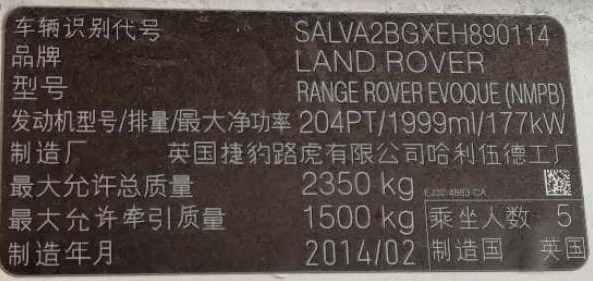 车辆识别代号 SALVA2BGXEH890114
品牌 LAND ROVER
型号 RANGE ROVER EVOQUE (NMPB)
发动机型号/排量/最大净功率 204PT/1999ml/177kW
制造厂 英国捷豹路虎有限公司哈利伍德工厂
最大允许总质量 2350 kg EJ32-4863-CA
最大允许牵引质量 1500 kg 乘坐人数 5
制造年月 2014/02 制造国 英国